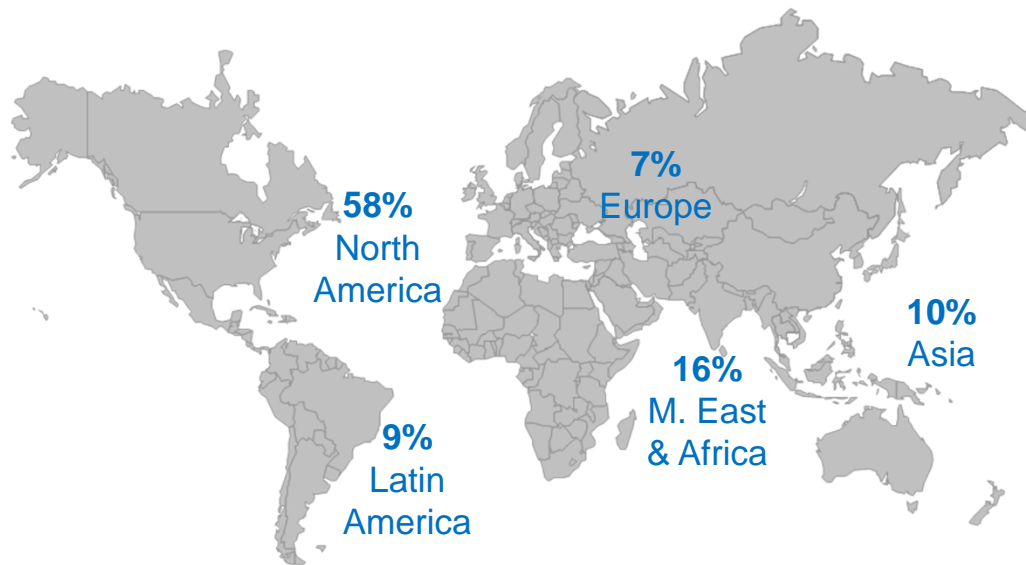 7%
Europe
58%
North
America
10%
Asia
16%
M. East
& Africa
9%
Latin
America